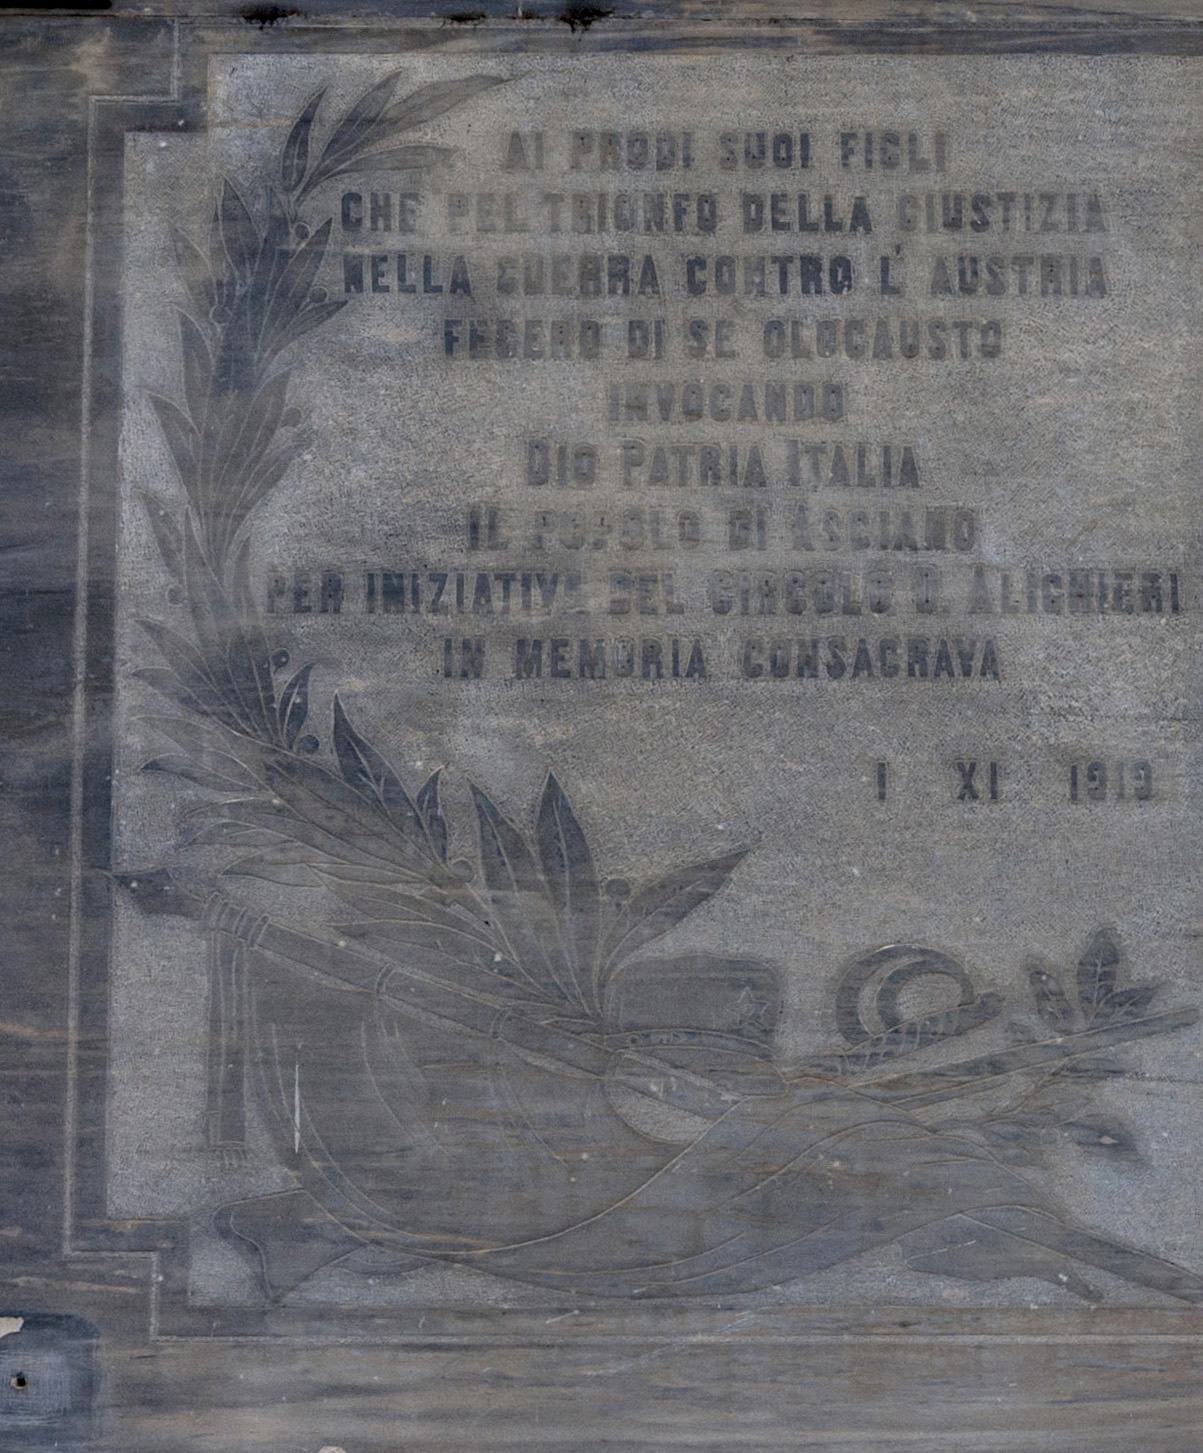 AI PRODI SUOI FIGLI
CHE PEL TRIONFO DELLA GIUSTIZIA
NELLA GUERRA CONTRO L' AUSTRIA
FECERO DI SE OLOCAUSTO
INVOCANDO
DIO PATRIA ITALIA
IL POPOLO DI ASCIANO
PER INIZIATIVA DEL CIRCOLO D. ALIGHIERI
IN MEMORIA CONSACRAVA
I XI 1919